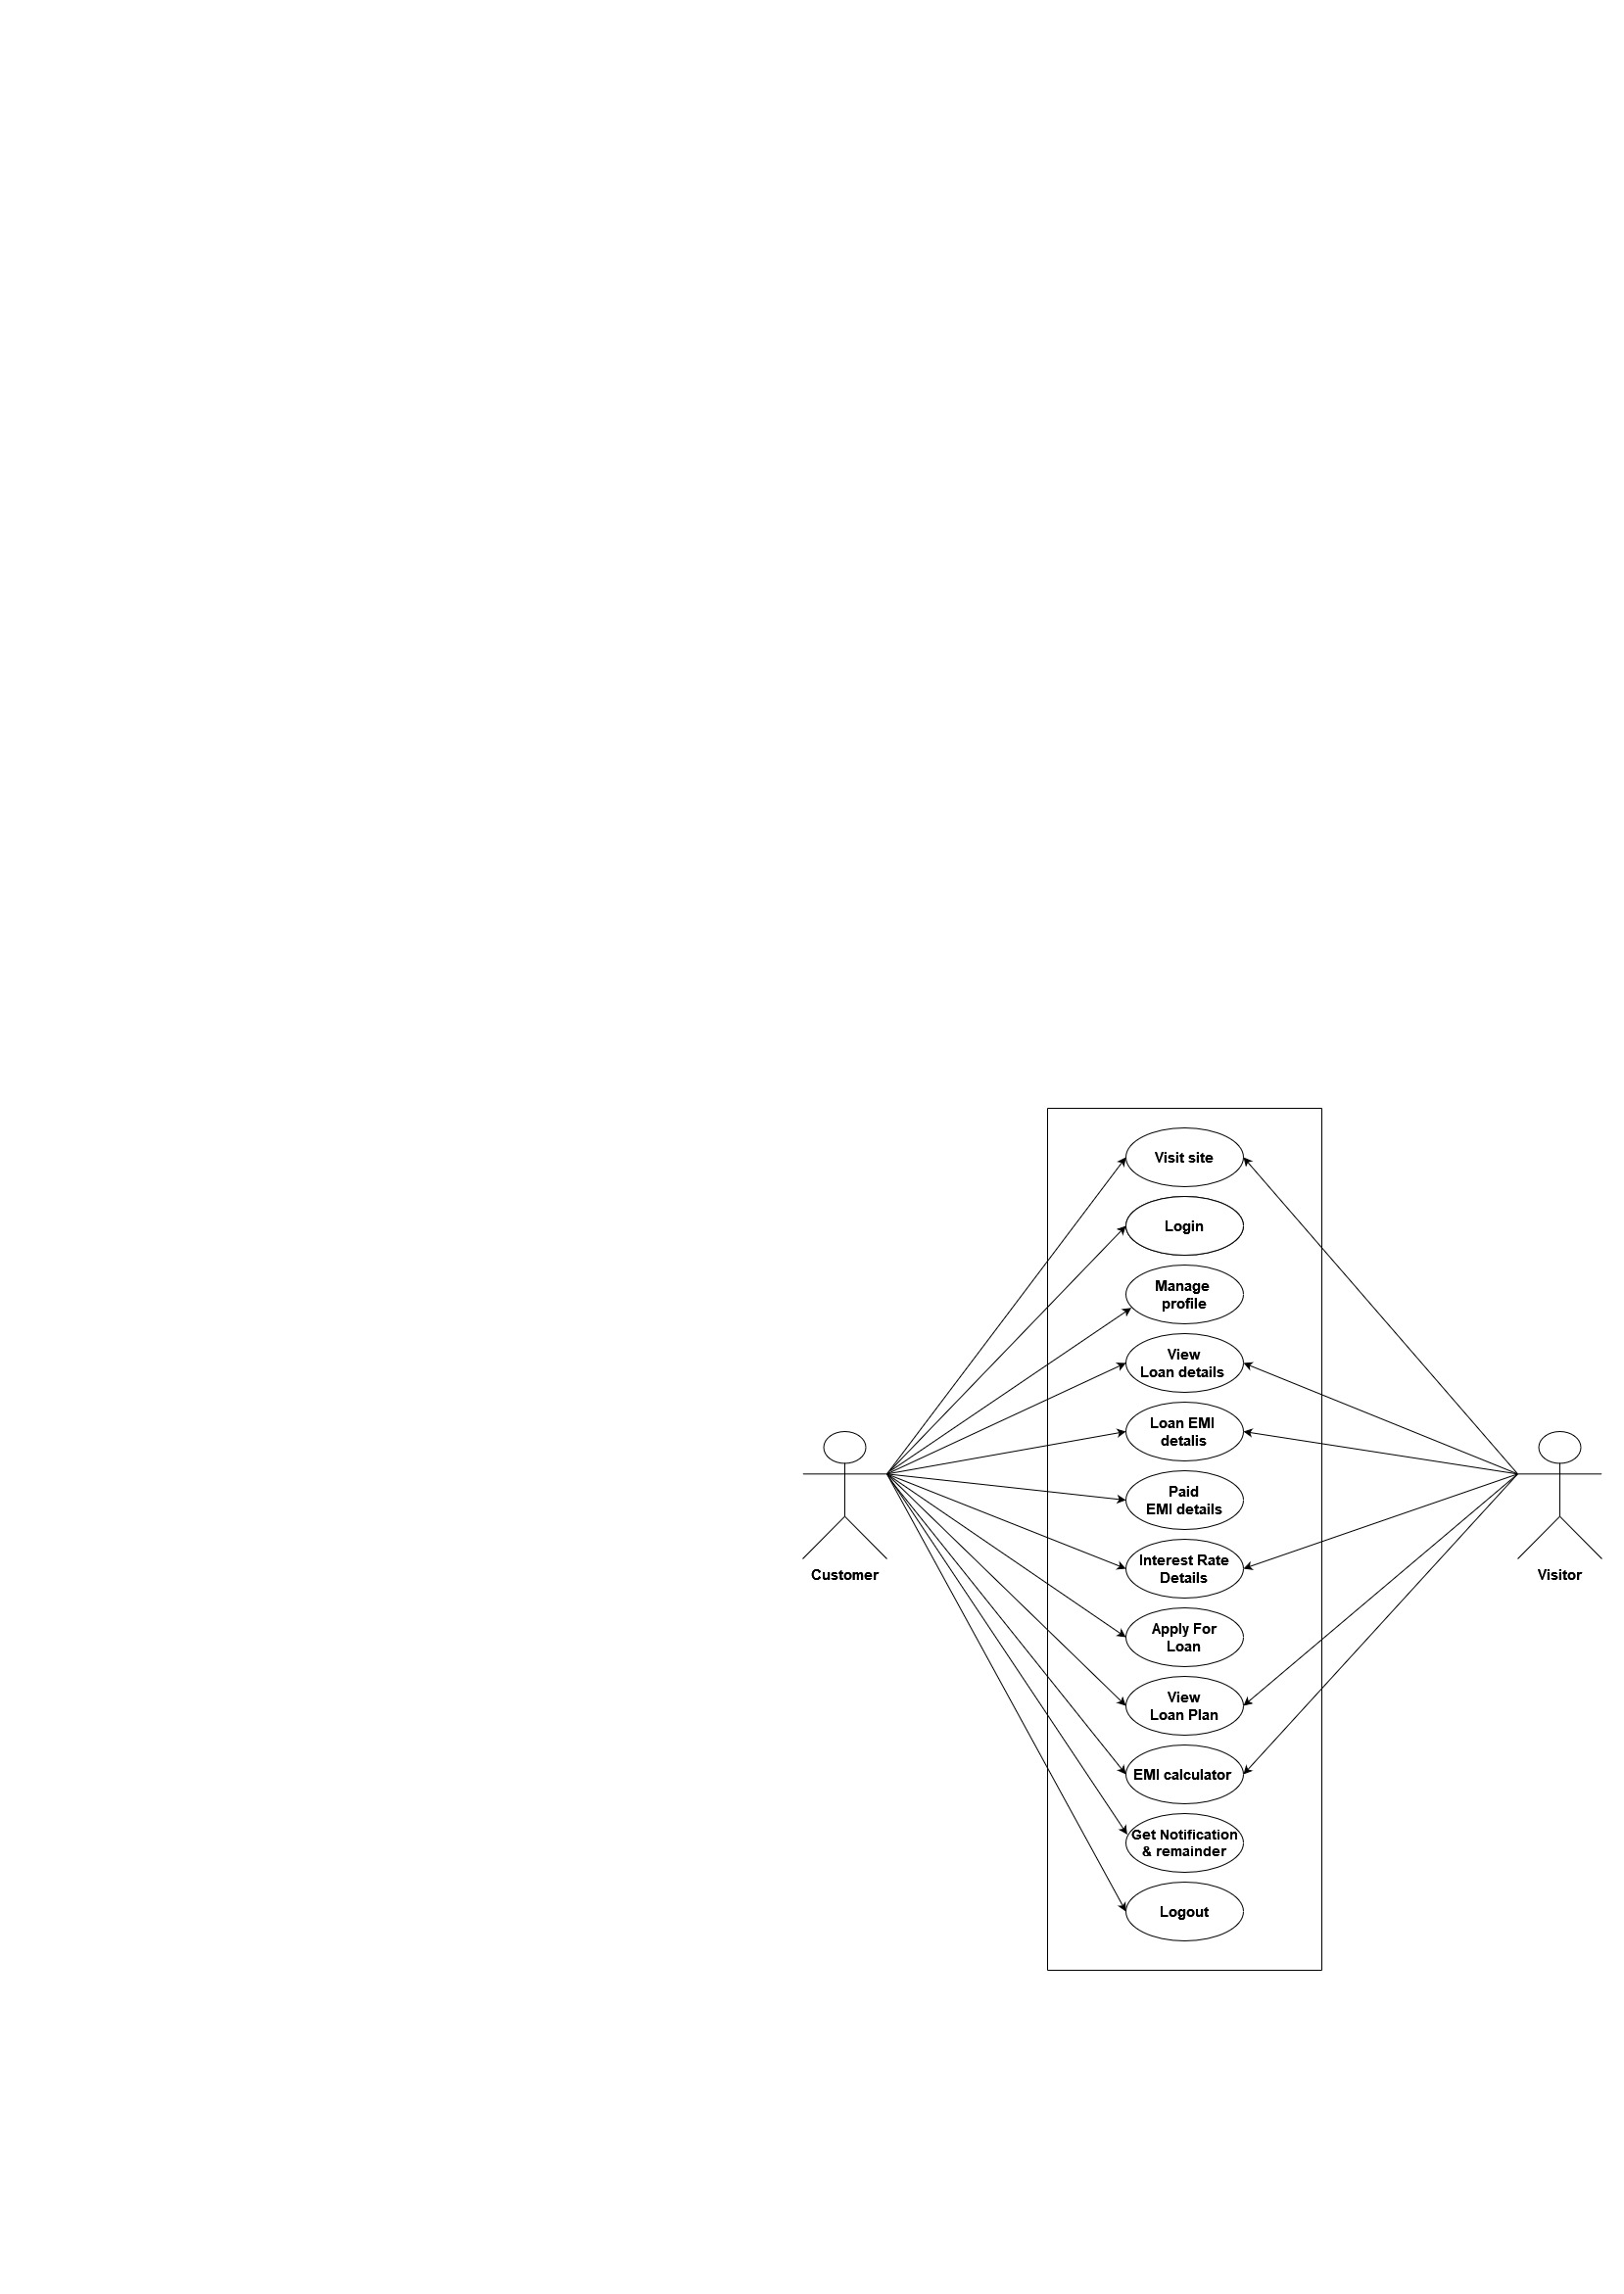 Visit site
Login
Manage
profile
View
Loan details
Loan EMI
detalis
Paid
EMI details
Interest Rate
Details
Apply For
Loan
View
Loan Plan
EMI calculator
Get Notification
& remainder
Logout
Customer
Visitor